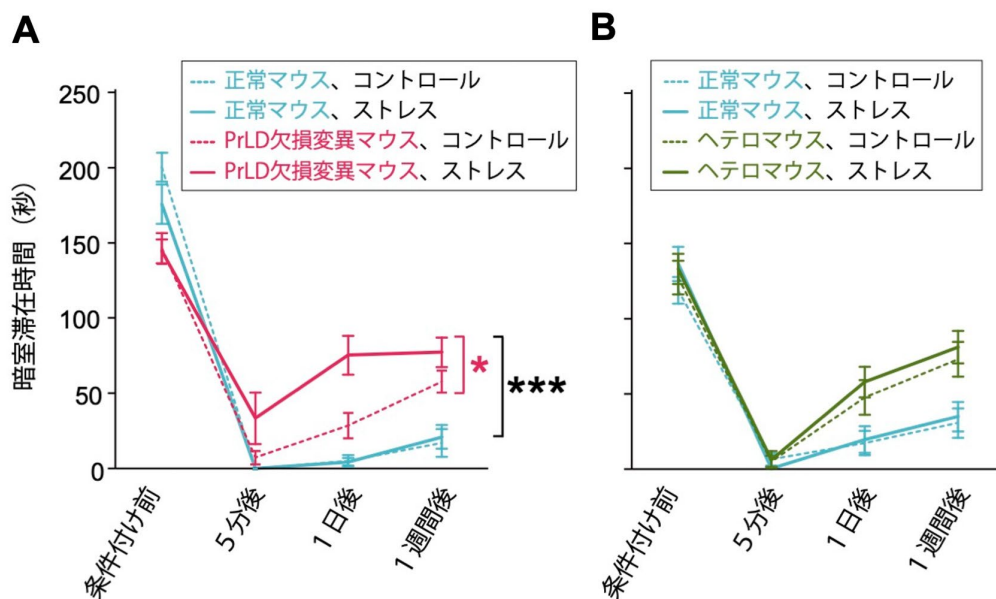 A
正常マウス、コントロール
正常マウス、ストレス
PrLD欠損変異マウス、コントロール
PrLD欠損変異マウス、ストレス
暗室滞在時間（秒）
250
200
150
100
50
0
*
***
条件付け前
5分後
1日後
1週間後
B
正常マウス、コントロール
正常マウス、ストレス
ヘテロマウス、コントロール
ヘテロマウス、ストレス
条件付け前
5分後
1日後
1週間後